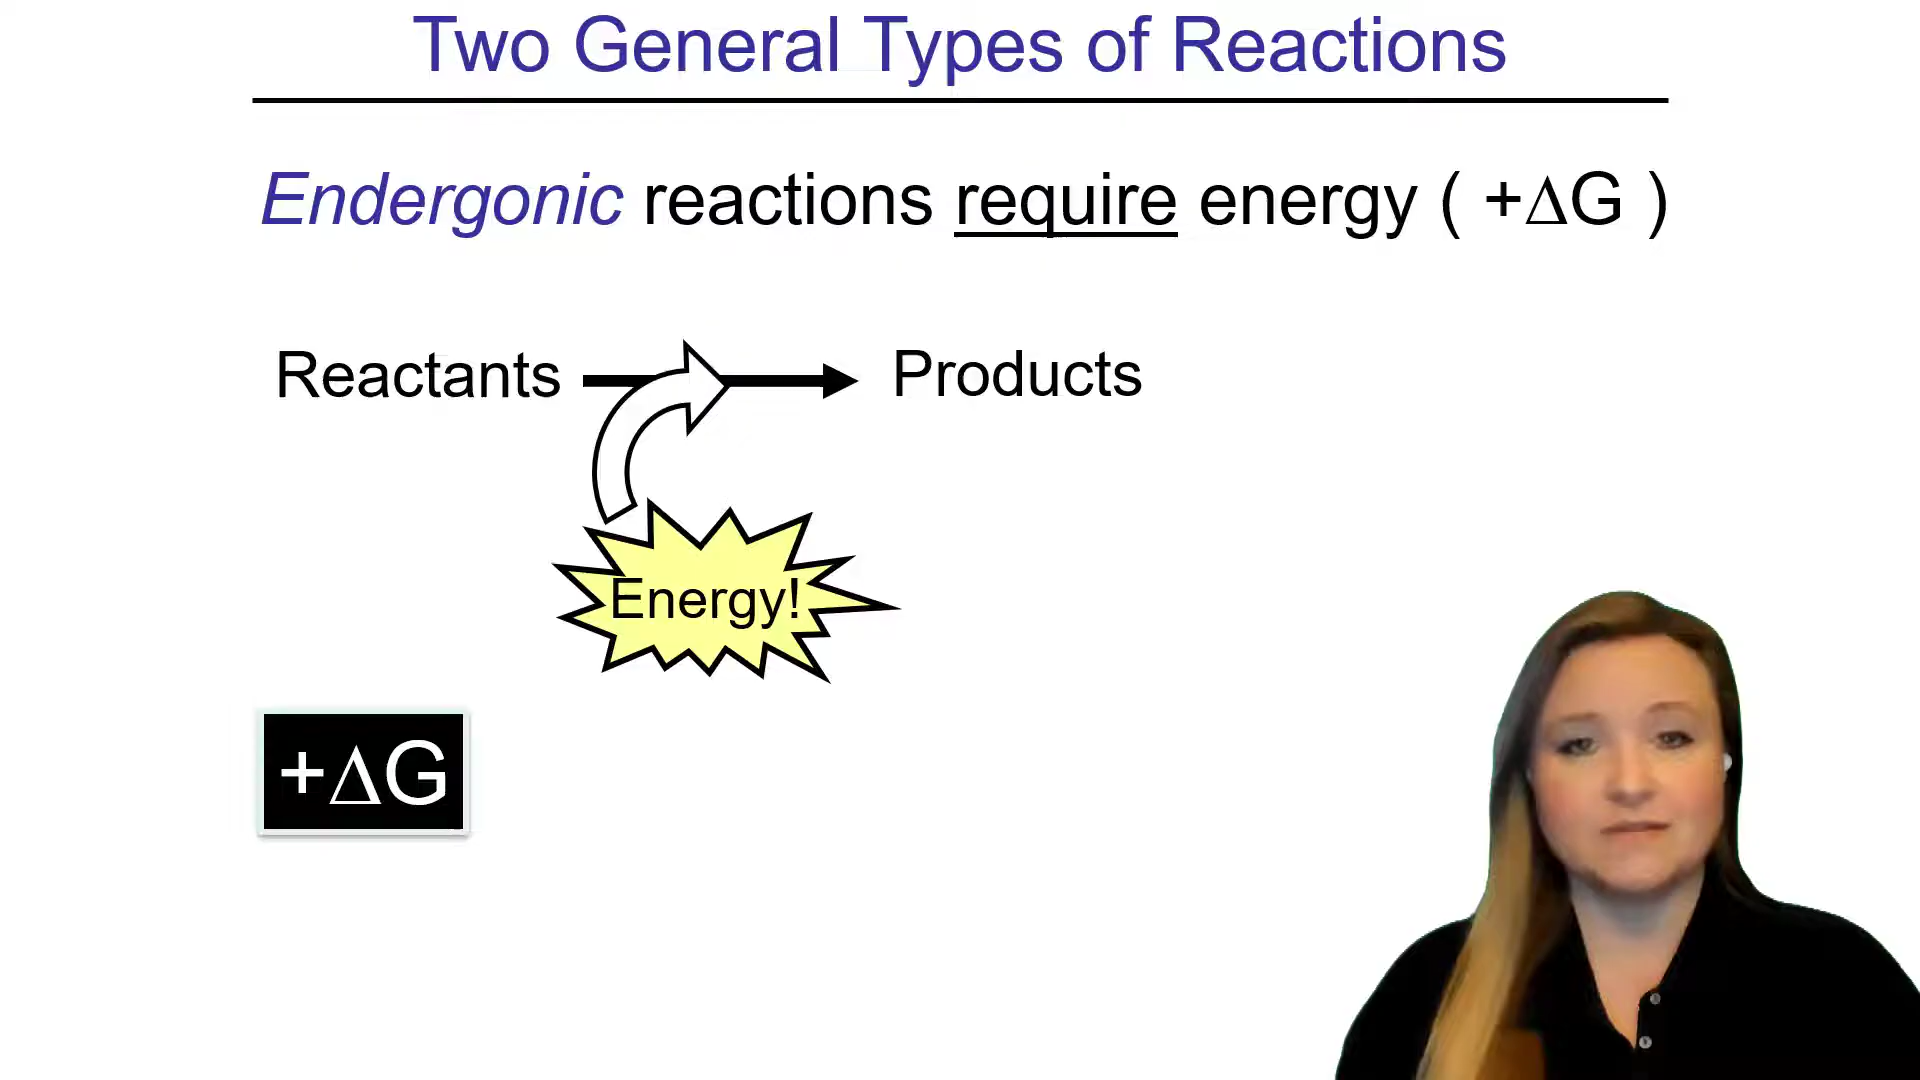 Two General Types of Reactions
Endergonic reactions require energy ( +ΔG )
Reactants Products
Energy!
+ΔG